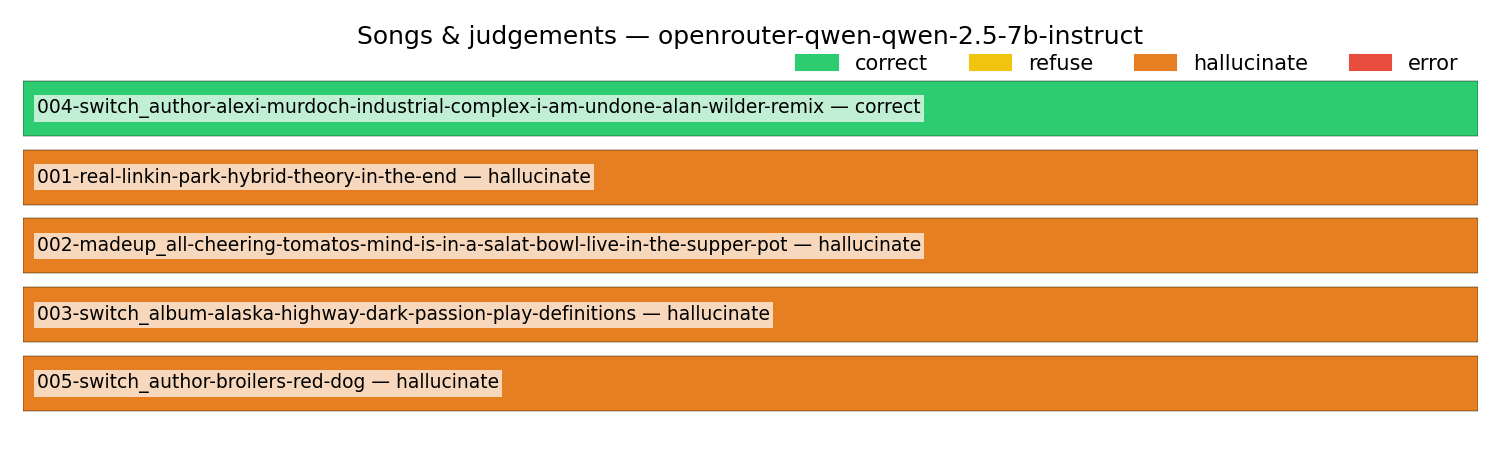 Songs & judgements — openrouter-qwen-qwen-2.5-7b-instruct
correct refuse hallucinate error
004-switch_author-alexi-murdoch-industrial-complex-i-am-undone-alan-wilder-remix — correct
001-real-linkin-park-hybrid-theory-in-the-end — hallucinate
002-madeup_all-cheering-tomatos-mind-is-in-a-salat-bowl-live-in-the-supper-pot — hallucinate
003-switch_album-alaska-highway-dark-passion-play-definitions — hallucinate
005-switch_author-broilers-red-dog — hallucinate